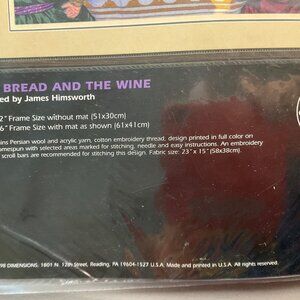 BREAD AND THE WINE
ed by James Himsworth
2" Frame Size without mat (51x30cm)
6" Frame Size with mat as shown (61x41cm)
ins Persian wool and acrylic yarn, cotton embroidery thread, design printed in full color on
omespun with selected areas marked for stitching, needle and easy instructions. An embroidery
scroll bars are recommended for stitching this design. Fabric size: 23" x 15" (58x38cm).
98 DIMENSIONS, 1801 N. 12th Street, Reading, PA 19604-1527 U.S.A. Made and printed in U.S.A. All rights reserved.